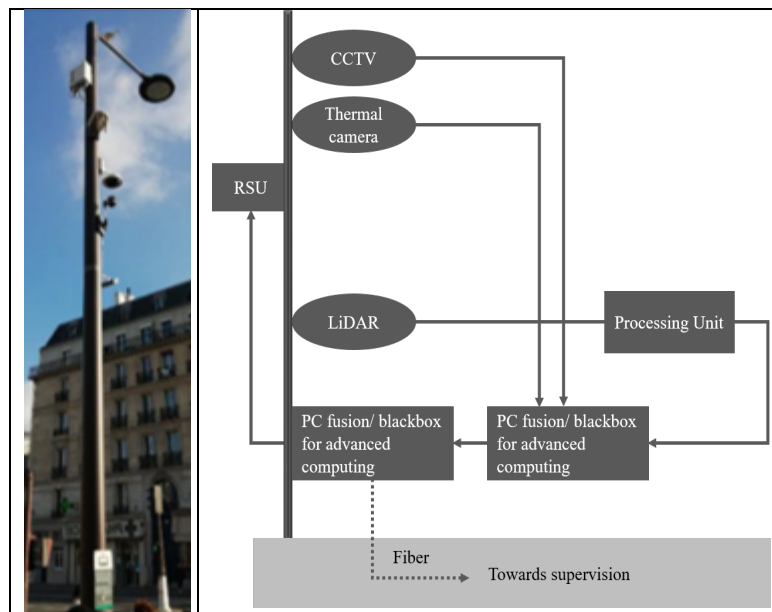 CCTV
Thermal
camera
RSU
LiDAR
Processing Unit
PC fusion/ blackbox
for advanced
computing
PC fusion/ blackbox
for advanced
computing
Fiber
Towards supervision